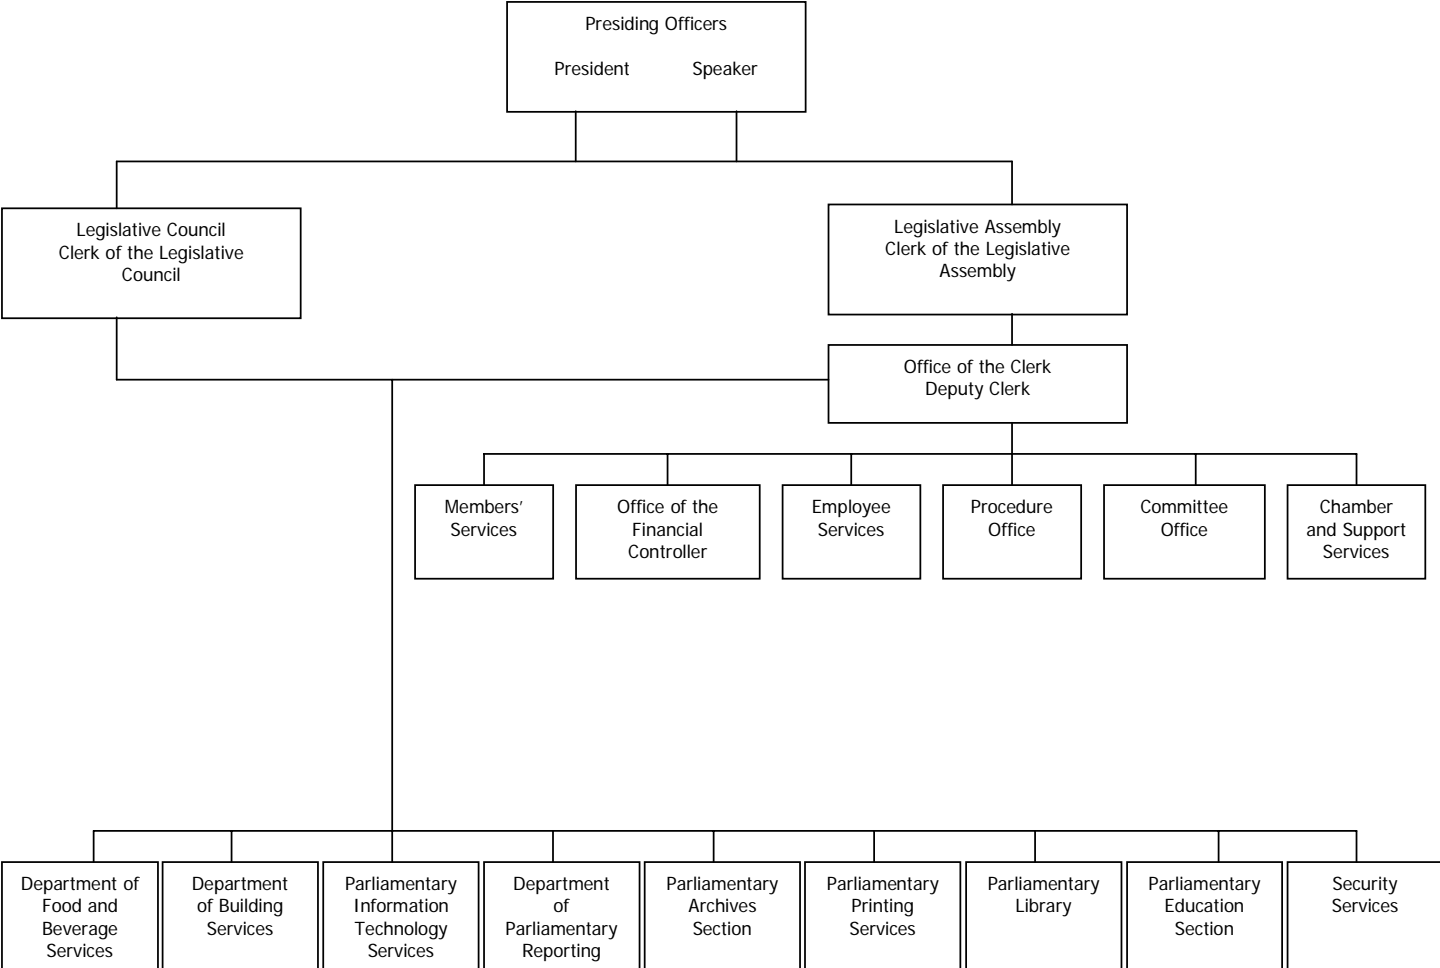 Presiding Officers
President Speaker
Legislative Council
Clerk of the Legislative
Council
Legislative Assembly
Clerk of the Legislative
Assembly
Office of the Clerk
Deputy Clerk
Members'
Services
Office of the
Financial
Controller
Employee
Services
Procedure
Office
Committee
Office
Chamber
and Support
Services
Department of
Food and
Beverage
Services
Department
of Building
Services
Parliamentary
Information
Technology
Services
Department
of
Parliamentary
Reporting
Parliamentary
Archives
Section
Parliamentary
Printing
Services
Parliamentary
Library
Parliamentary
Education
Section
Security
Services